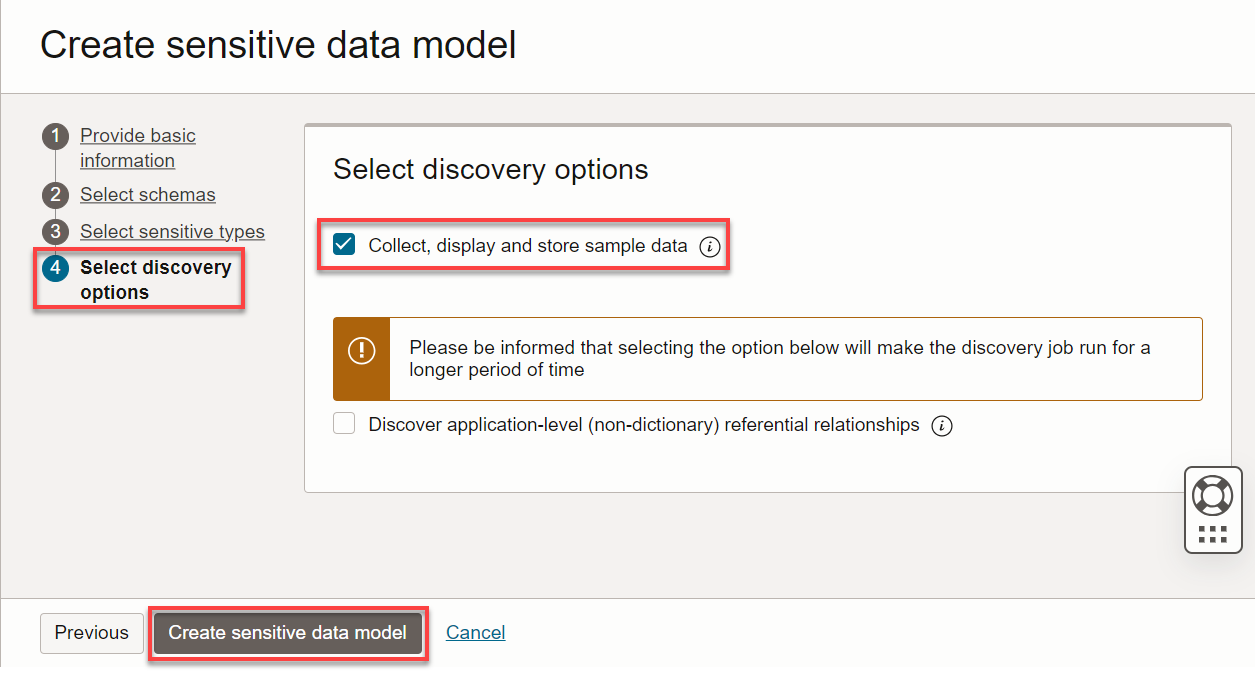 Create sensitive data model
1 Provide basic
information
2 Select schemas
3 Select sensitive types
4 Select discovery
options
Select discovery options
Collect, display and store sample data i
! Please be informed that selecting the option below will make the discovery job run for a
longer period of time
Discover application-level (non-dictionary) referential relationships i
Previous Create sensitive data model Cancel